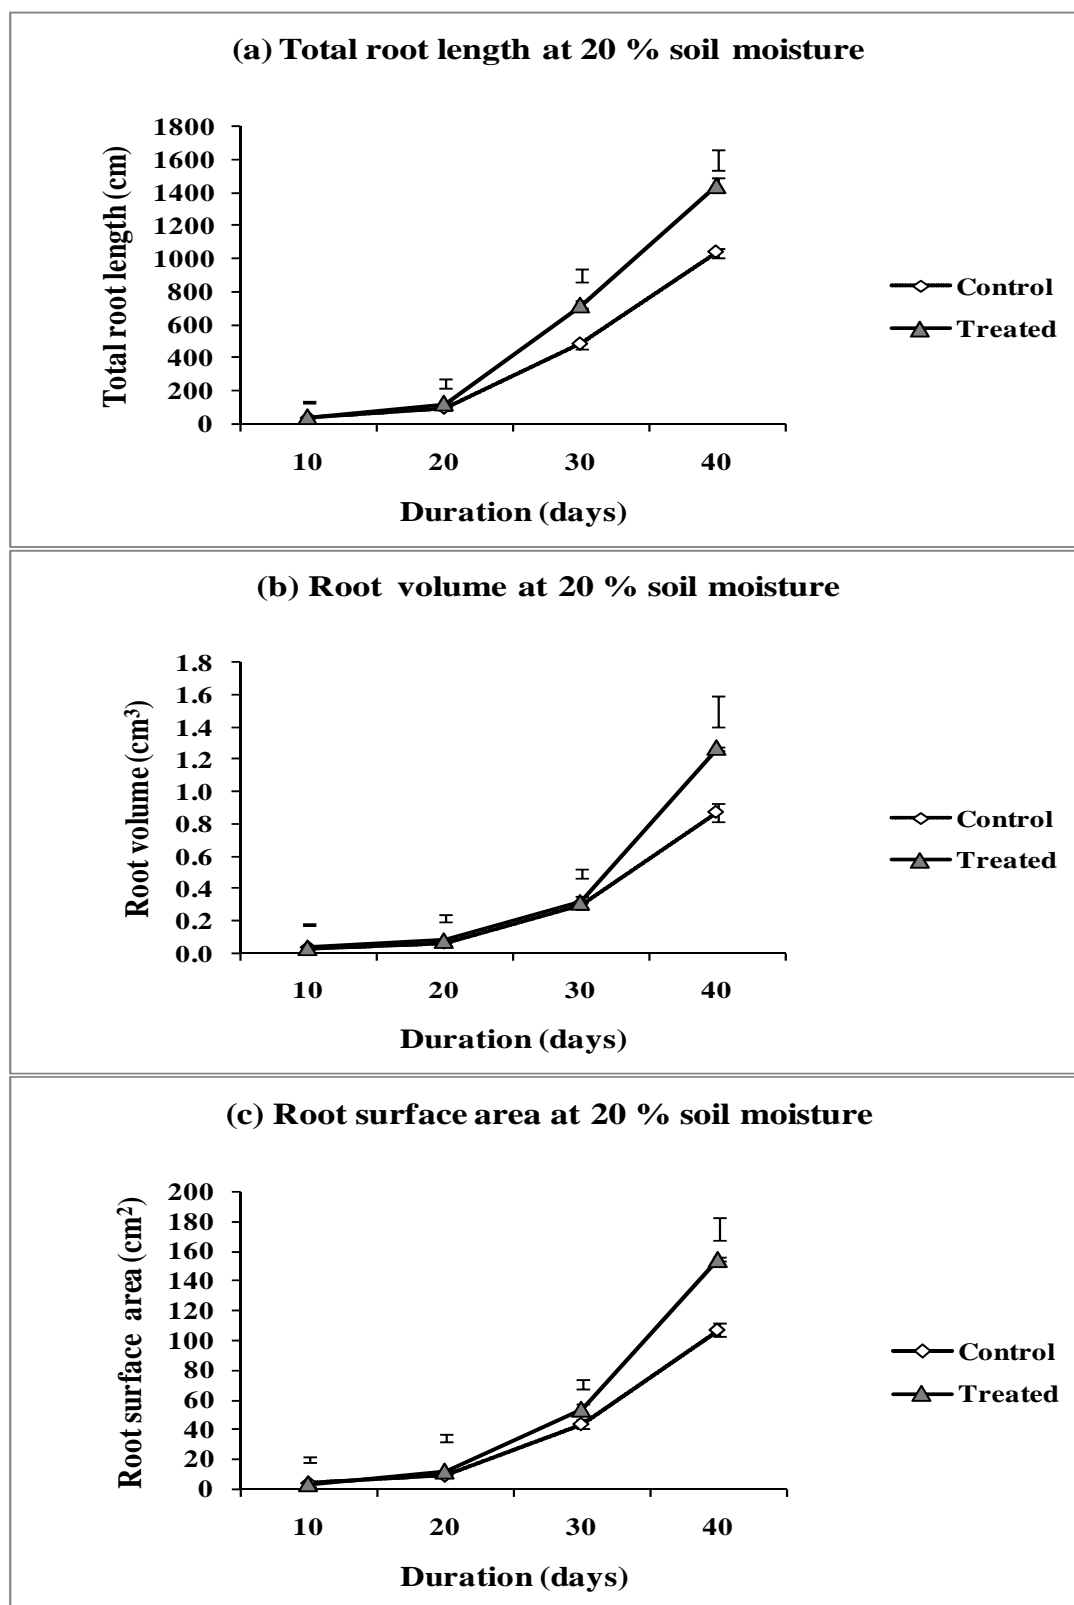 (a) Total root length at 20 % soil moisture
Total root length (cm)
1800
1600
1400
1200
1000
800
600
400
200
0
10 20 30 40
Duration (days)
Control
Treated
(b) Root volume at 20 % soil moisture
Root volume (cm³)
1.8
1.6
1.4
1.2
1.0
0.8
0.6
0.4
0.2
0.0
10 20 30 40
Duration (days)
Control
Treated
(c) Root surface area at 20 % soil moisture
Root surface area (cm²)
200
180
160
140
120
100
80
60
40
20
0
10 20 30 40
Duration (days)
Control
Treated